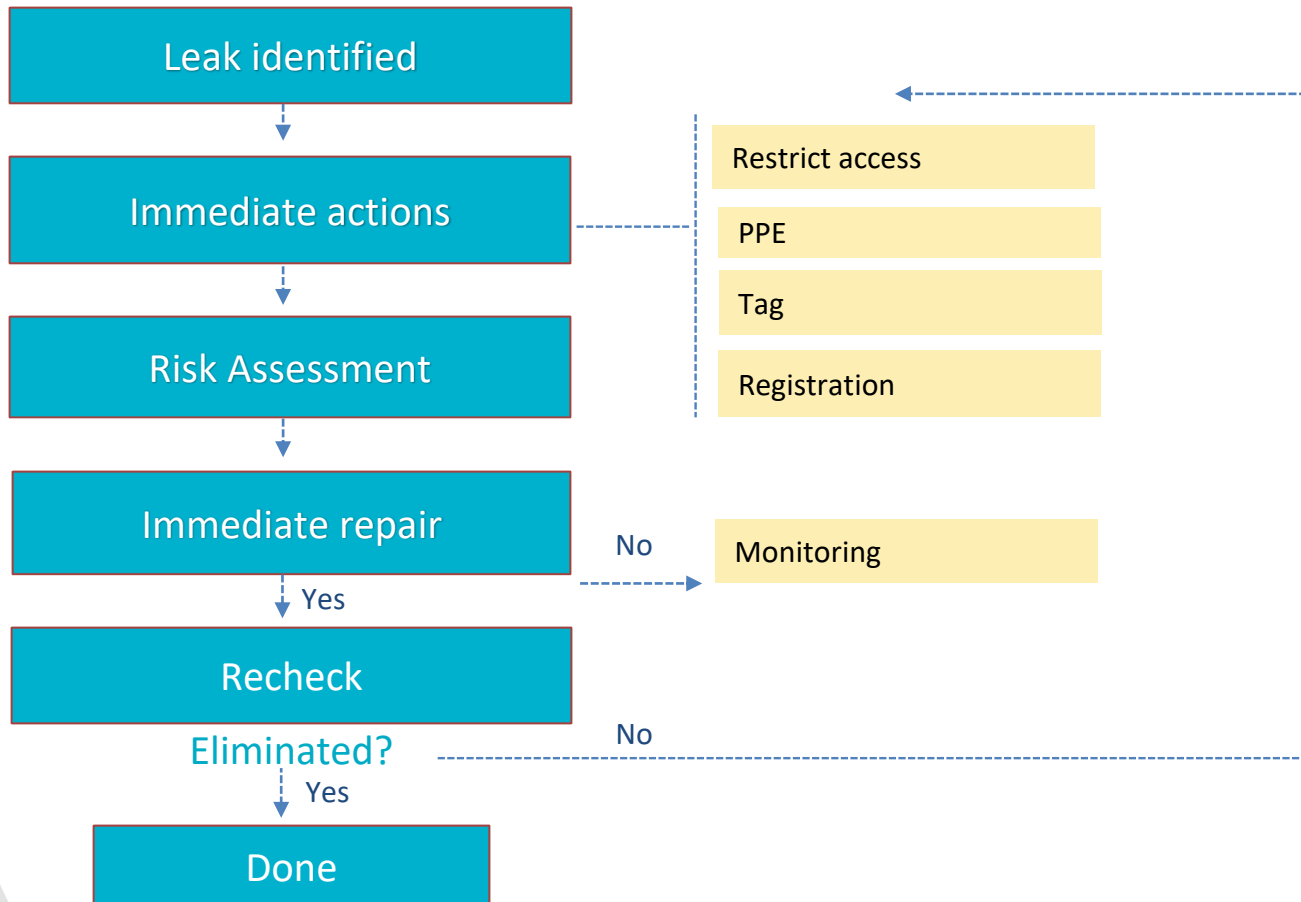 Leak identified
Immediate actions
Restrict access
PPE
Tag
Registration
Risk Assessment
Immediate repair
No
Monitoring
Yes
Recheck
Eliminated?
No
Yes
Done